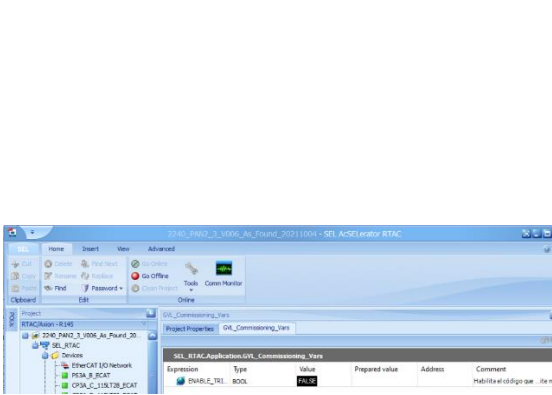 2240_PAN2_3_V006_As_Found_20211004 - SEL AcSELerator RTAC
SEL Home Insert View Advanced
Cut Delete Find Next Go Online
Copy Rename Replace Go Offline
Paste Find Password Clean Project Tools Comm Monitor
Clipboard Edit Online
Project
RTAC/Axion - R145
2240_PAN2_3_V006_As_Found_20...
SEL_RTAC
Devices
EtherCAT I/O Network
PS3A_B_ECAT
CP3A_C_115LT28_ECAT
GVL_Commissioning_Vars
Project Properties GVL_Commissioning_Vars
SEL_RTAC.Application.GVL_Commissioning_Vars
Expression Type Value Prepared value Address Comment
ENABLE_TRI... BOOL FALSE Habilita el código que ...ite m